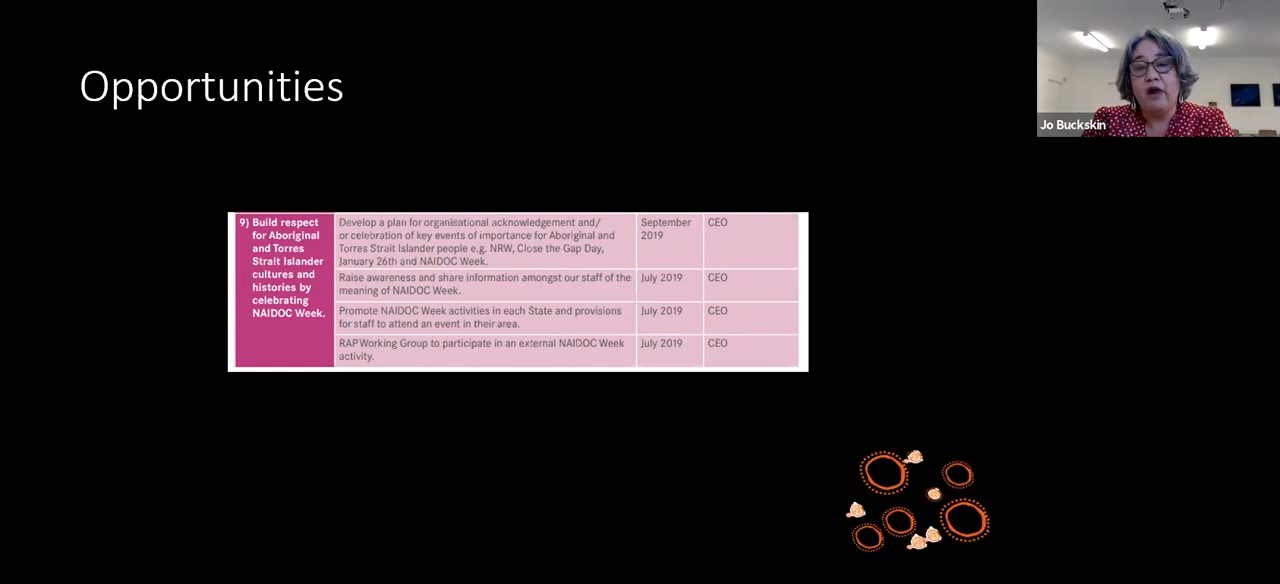 Opportunities
Jo Buckskin
9) Build respect
for Aboriginal
and Torres
Strait Islander
cultures and
histories by
celebrating
NAIDOC Week.
Develop a plan for organisational acknowledgement and/
or celebration of key events of importance for Aboriginal and
Torres Strait Islander people e.g. NRW, Close the Gap Day,
January 26th and NAIDOC Week.
September
2019
CEO
Raise awareness and share information amongst our staff of the
meaning of NAIDOC Week.
July 2019
CEO
Promote NAIDOC Week activities in each State and provisions
for staff to attend an event in their area.
July 2019
CEO
RAP Working Group to participate in an external NAIDOC Week
activity.
July 2019
CEO